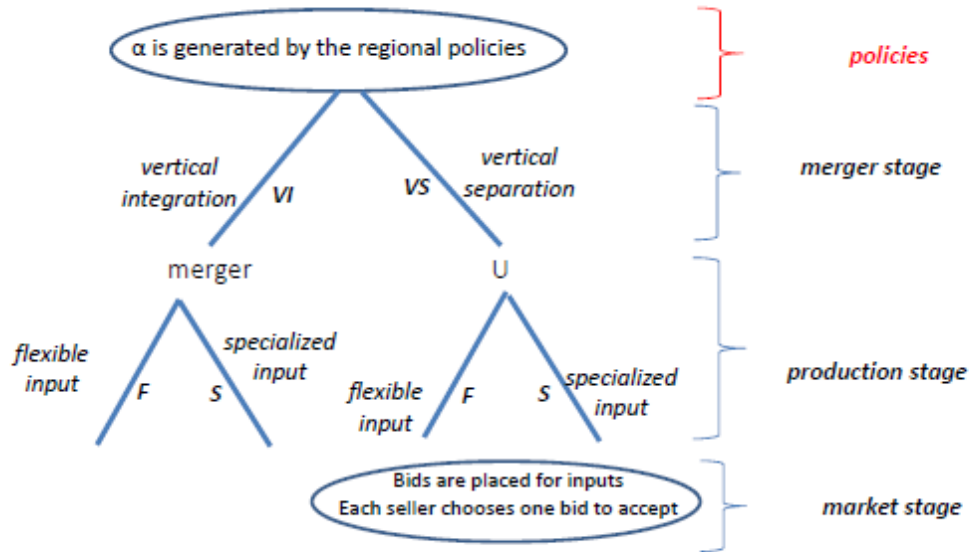 α is generated by the regional policies
policies
vertical
integration
VI
VS
vertical
separation
merger stage
merger
U
flexible
input
F
S
specialized
input
flexible
input
F
S
specialized
input
production stage
Bids are placed for inputs
Each seller chooses one bid to accept
market stage